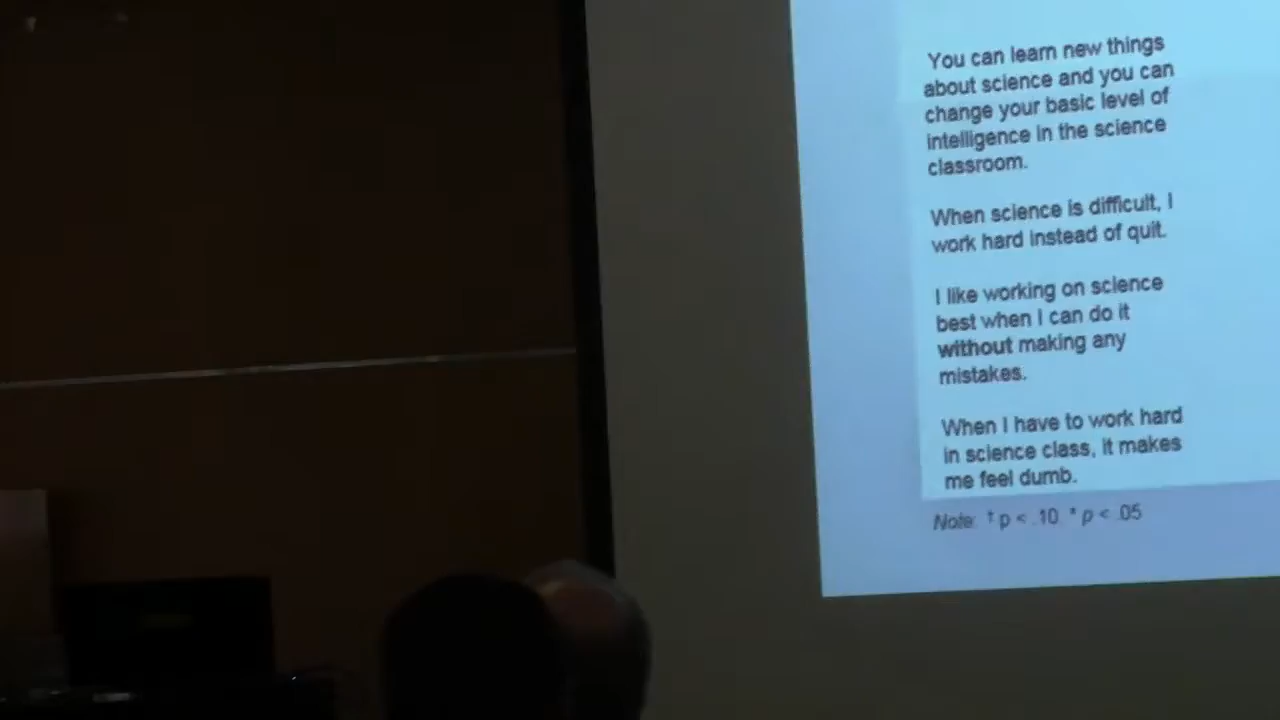 You can learn new things
about science and you can
change your basic level of
intelligence in the science
classroom.
When science is difficult, I
work hard instead of quit.
I like working on science
best when I can do it
without making any
mistakes.
When I have to work hard
in science class, it makes
me feel dumb.
Note: † p < .10 * p < .05